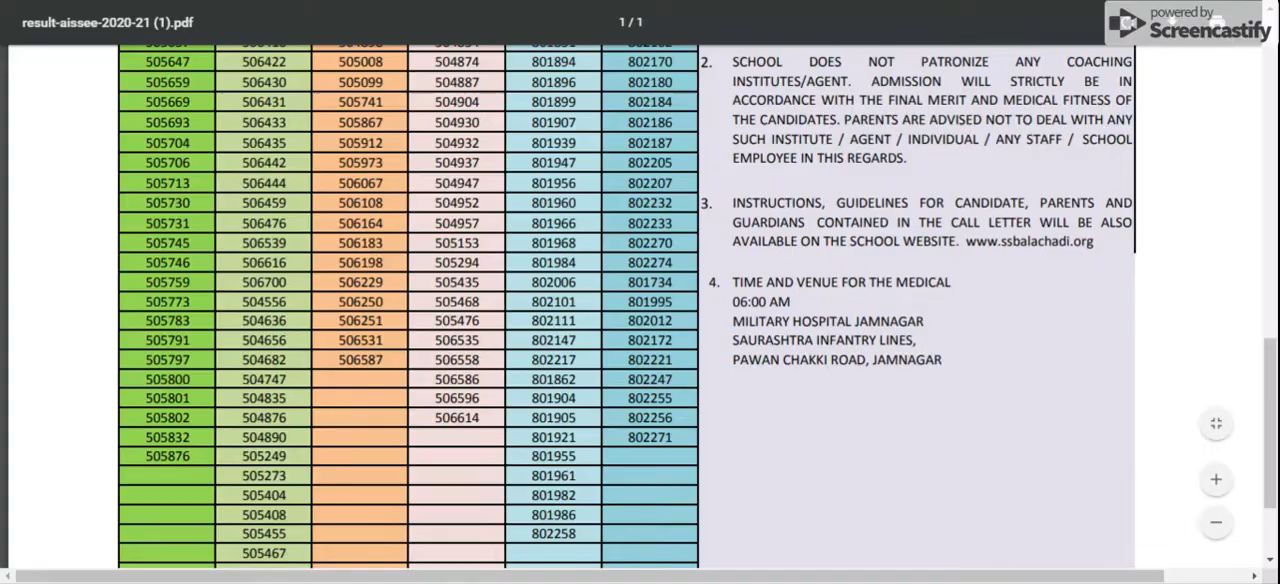 result-aissee-2020-21 (1).pdf
1 / 1
powered by
Screencastify
505647 506422 505008 504874 801894 802170
505659 506430 505099 504887 801896 802180
505669 506431 505741 504904 801899 802184
505693 506433 505867 504930 801907 802186
505704 506435 505912 504932 801939 802187
505706 506442 505973 504937 801947 802205
505713 506444 506067 504947 801956 802207
505730 506459 506108 504952 801960 802232
505731 506476 506164 504957 801966 802233
505745 506539 506183 505153 801968 802270
505746 506616 506198 505294 801984 802274
505759 506700 506229 505435 802006 801734
505773 504556 506250 505468 802101 801995
505783 504636 506251 505476 802111 802012
505791 504656 506531 506535 802147 802172
505797 504682 506587 506558 802217 802221
505800 504747 506586 801862 802247
505801 504835 506596 801904 802255
505802 504876 506614 801905 802256
505832 504890 801921 802271
505876 505249 801955
505273 801961
505404 801982
505408 801986
505455 802258
505467
2. SCHOOL DOES NOT PATRONIZE ANY COACHING
INSTITUTES/AGENT. ADMISSION WILL STRICTLY BE IN
ACCORDANCE WITH THE FINAL MERIT AND MEDICAL FITNESS OF
THE CANDIDATES. PARENTS ARE ADVISED NOT TO DEAL WITH ANY
SUCH INSTITUTE / AGENT / INDIVIDUAL / ANY STAFF / SCHOOL
EMPLOYEE IN THIS REGARDS.
3. INSTRUCTIONS, GUIDELINES FOR CANDIDATE, PARENTS AND
GUARDIANS CONTAINED IN THE CALL LETTER WILL BE ALSO
AVAILABLE ON THE SCHOOL WEBSITE. www.ssbalachadi.org
4. TIME AND VENUE FOR THE MEDICAL
06:00 AM
MILITARY HOSPITAL JAMNAGAR
SAURASHTRA INFANTRY LINES,
PAWAN CHAKKI ROAD, JAMNAGAR